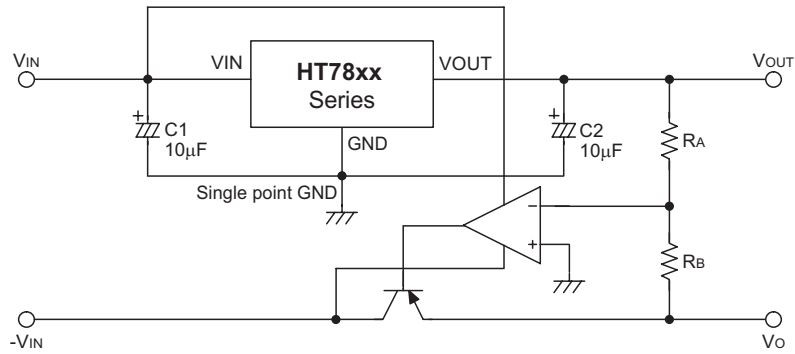 VIN
VIN
HT78xx
Series
VOUT
VOUT
+
C1
10μF
GND
+
C2
10μF
RA
Single point GND
−
+
RB
-VIN
VO